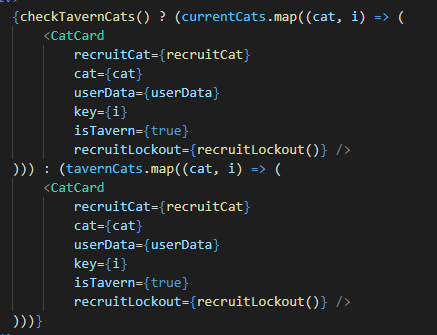 {checkTavernCats() ? (currentCats.map((cat, i) => (
<CatCard
recruitCat={recruitCat}
cat={cat}
userData={userData}
key={i}
isTavern={true}
recruitLockout={recruitLockout()} />
))) : (tavernCats.map((cat, i) => (
<CatCard
recruitCat={recruitCat}
cat={cat}
userData={userData}
key={i}
isTavern={true}
recruitLockout={recruitLockout()} />
)))}